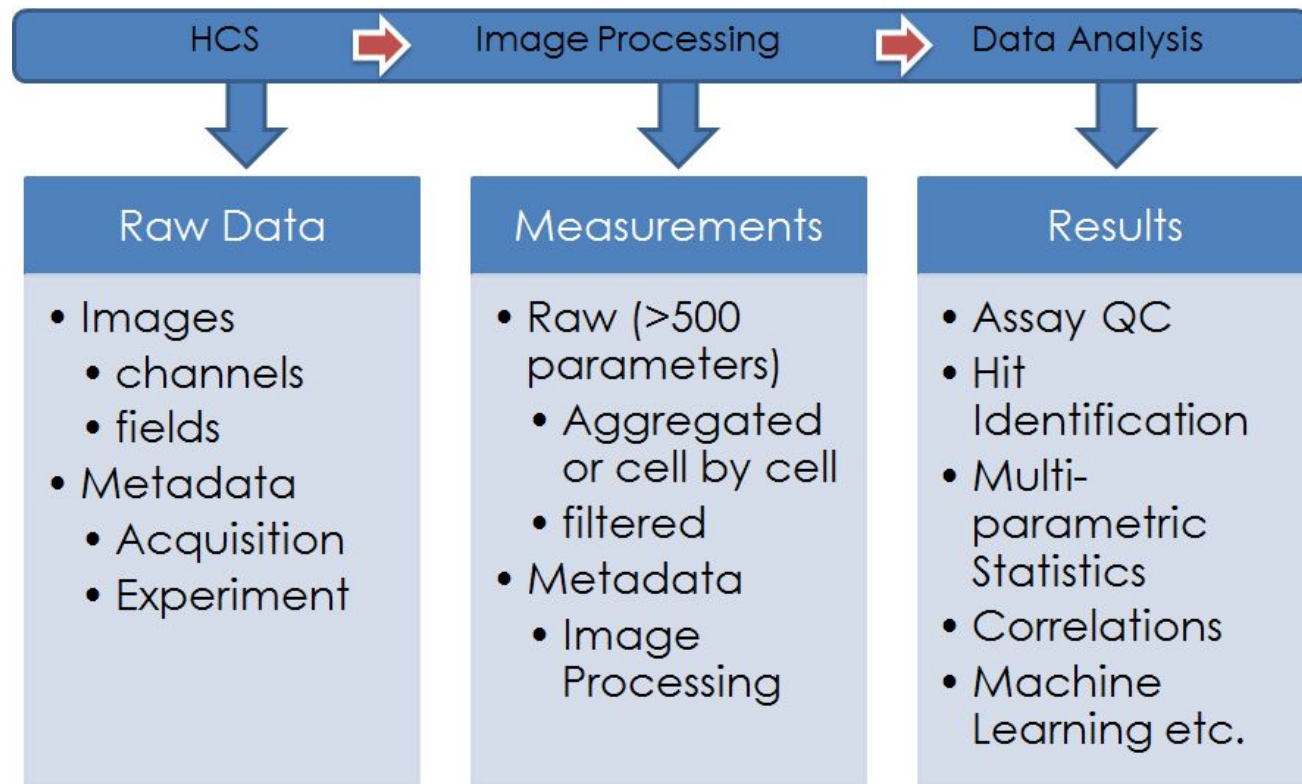 HCS
Image Processing
Data Analysis
Raw Data
• Images
• channels
• fields
• Metadata
• Acquisition
• Experiment
Measurements
• Raw (>500
parameters)
• Aggregated
or cell by cell
• filtered
• Metadata
• Image
Processing
Results
• Assay QC
• Hit
Identification
• Multi-
parametric
Statistics
• Correlations
• Machine
Learning etc.